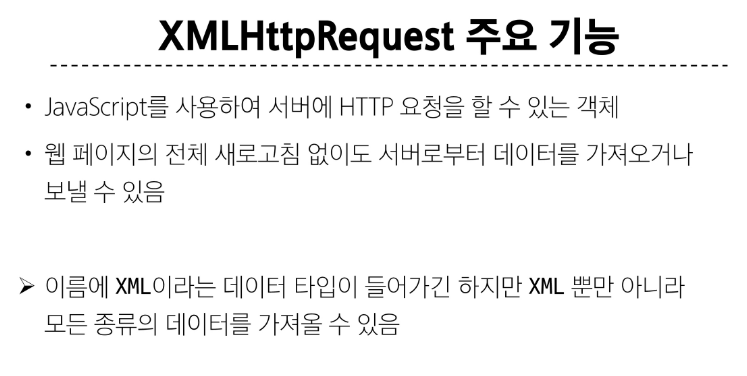 XMLHttpRequest 주요 기능
• JavaScript를 사용하여 서버에 HTTP 요청을 할 수 있는 객체
• 웹 페이지의 전체 새로고침 없이도 서버로부터 데이터를 가져오거나
보낼 수 있음
➢ 이름에 XML이라는 데이터 타입이 들어가긴 하지만 XML 뿐만 아니라
모든 종류의 데이터를 가져올 수 있음